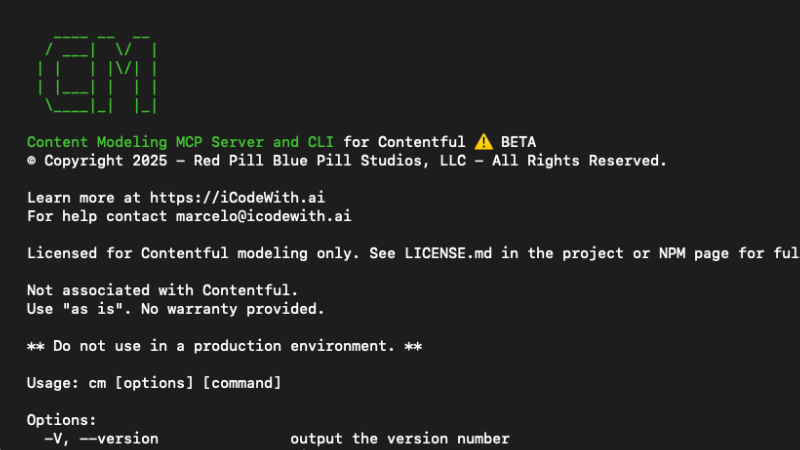 CM
Content Modeling MCP Server and CLI for Contentful ⚠️ BETA
© Copyright 2025 – Red Pill Blue Pill Studios, LLC – All Rights Reserved.
Learn more at https://iCodeWith.ai
For help contact marcelo@icodewith.ai
Licensed for Contentful modeling only. See LICENSE.md in the project or NPM page for ful
Not associated with Contentful.
Use "as is". No warranty provided.
** Do not use in a production environment. **
Usage: cm [options] [command]
Options:
-V, --version output the version number